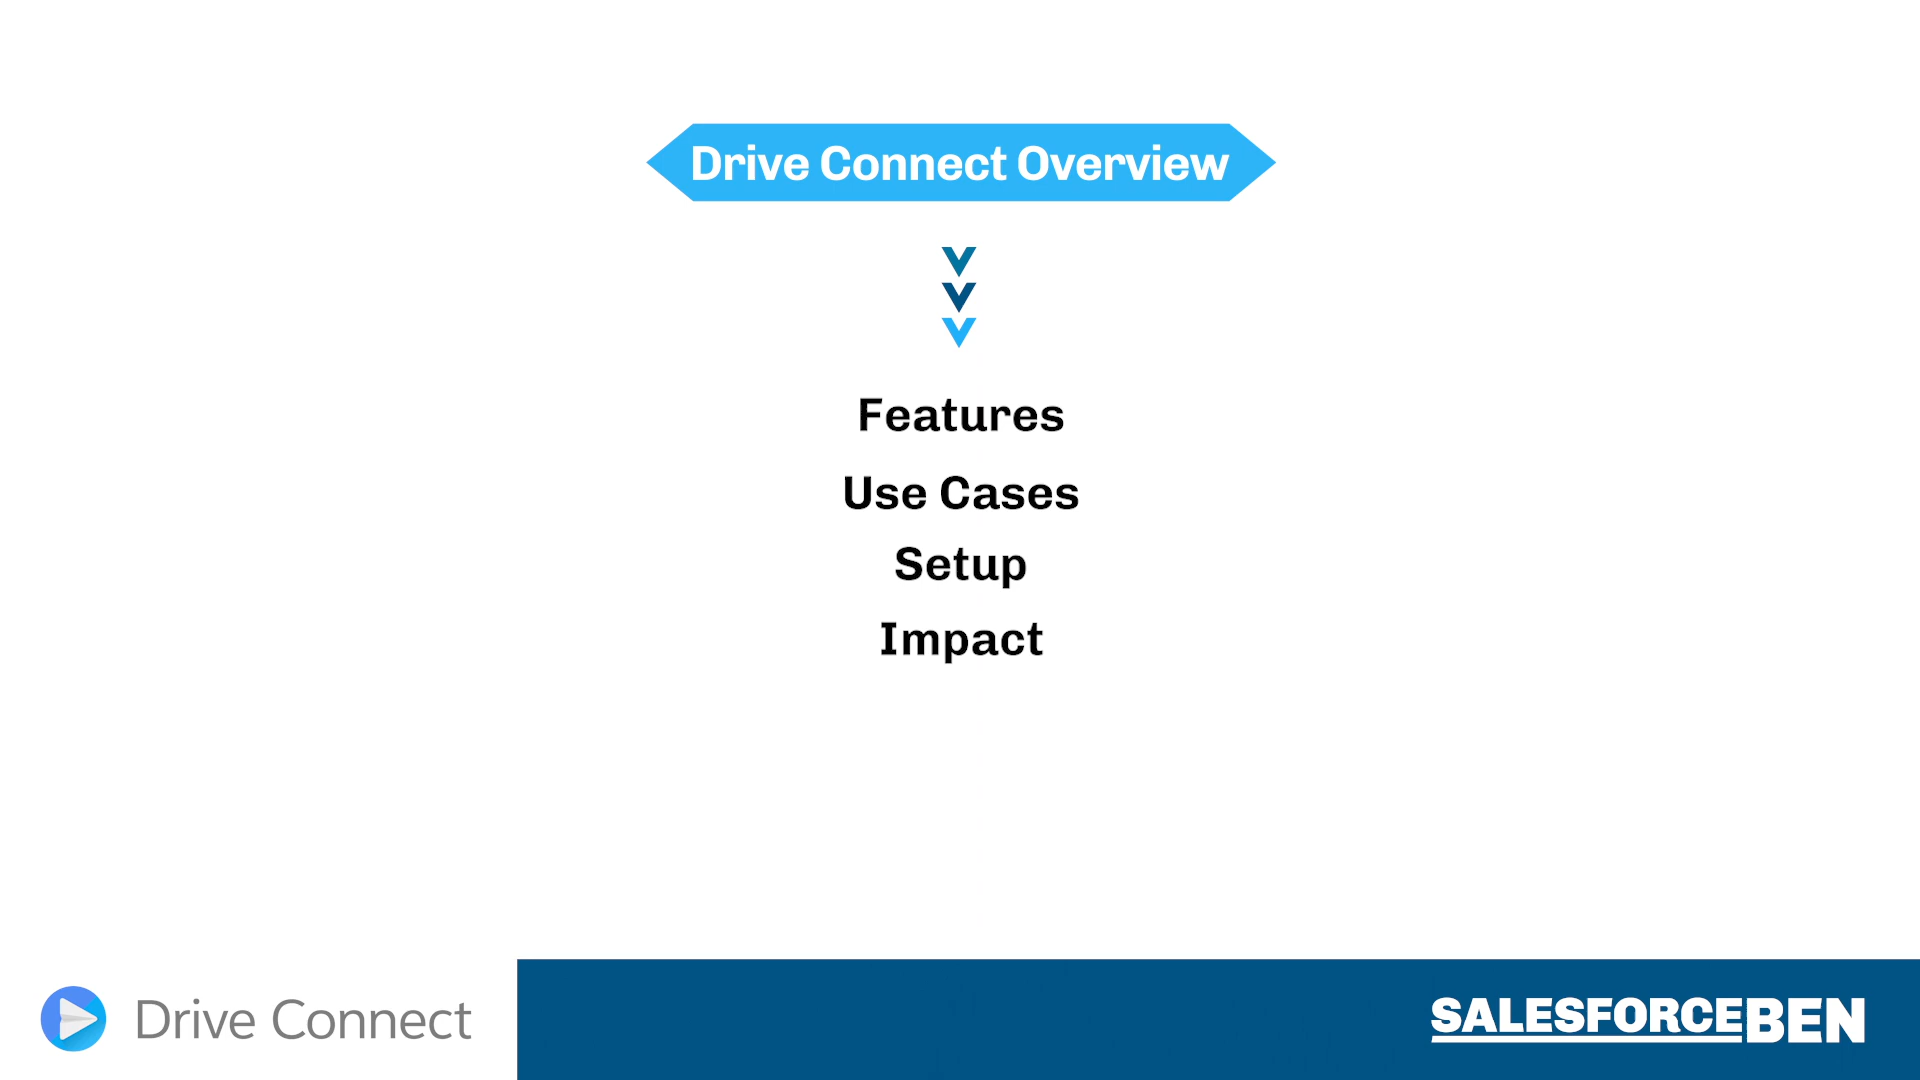 Drive Connect Overview
Features
Use Cases
Setup
Impact
Drive Connect
SALESFORCEBEN